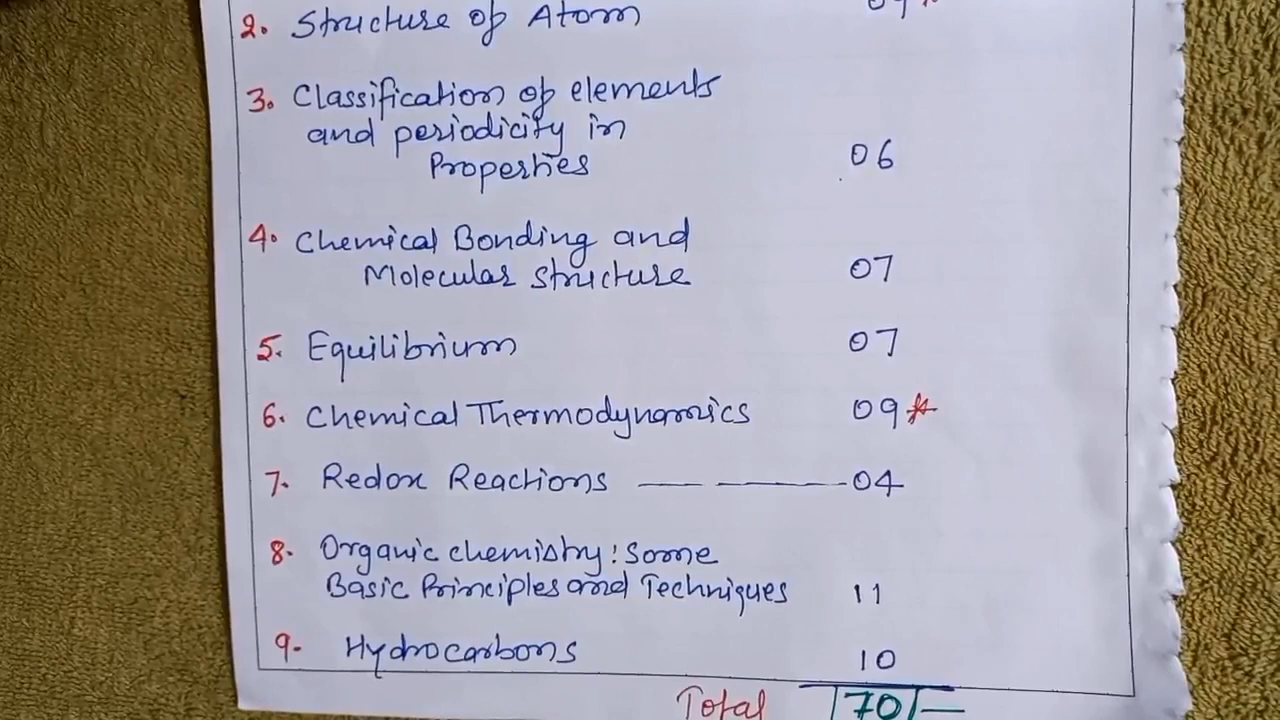 2. Structure of Atom 09*
3. Classification of elements
and periodicity in
Properties 06
4. Chemical Bonding and
Molecular structure 07
5. Equilibrium 07
6. Chemical Thermodynamics 09*
7. Redox Reactions — ——— 04
8. Organic chemistry: Some
Basic Principles and Techniques 11
9. Hydrocarbons 10
Total 70/—